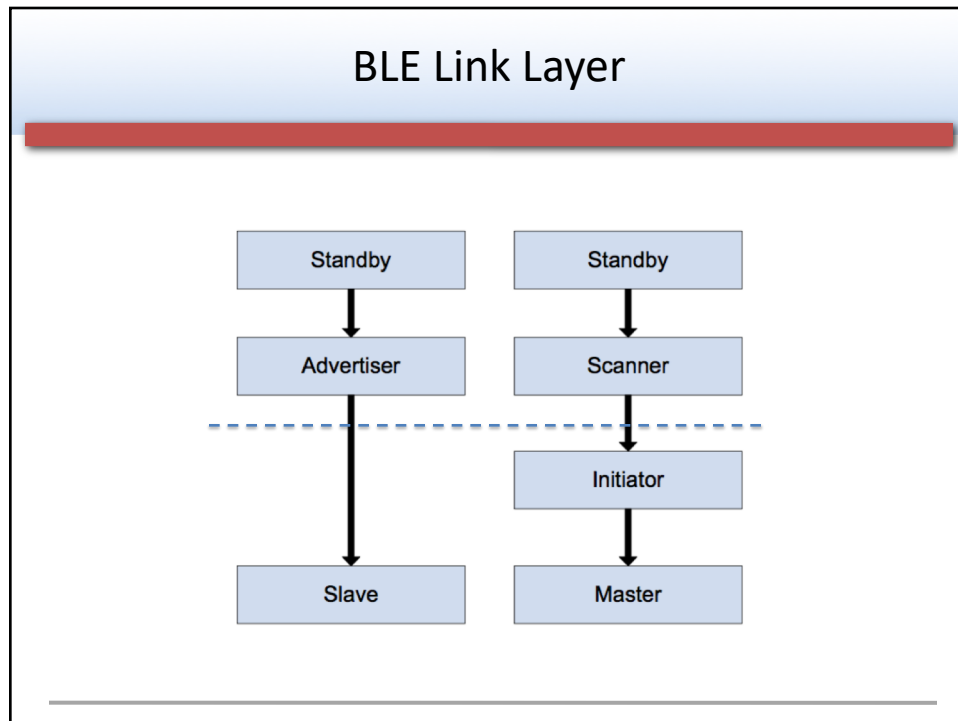 BLE Link Layer
Standby
Standby
Advertiser
Scanner
Initiator
Slave
Master